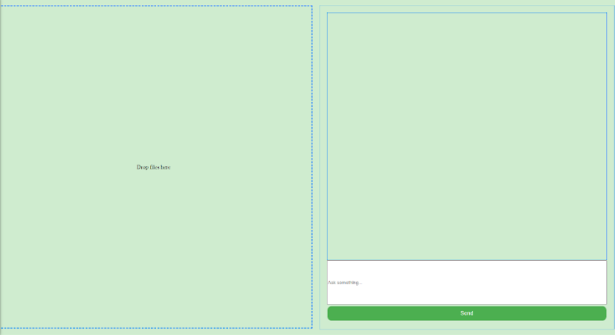 Drop files here
Ask something...
Send